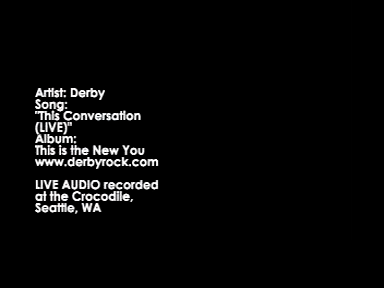 Artist: Derby
Song:
"This Conversation
(LIVE)"
Album:
This is the New You
www.derbyrock.com
LIVE AUDIO recorded
at the Crocodile,
Seattle, WA